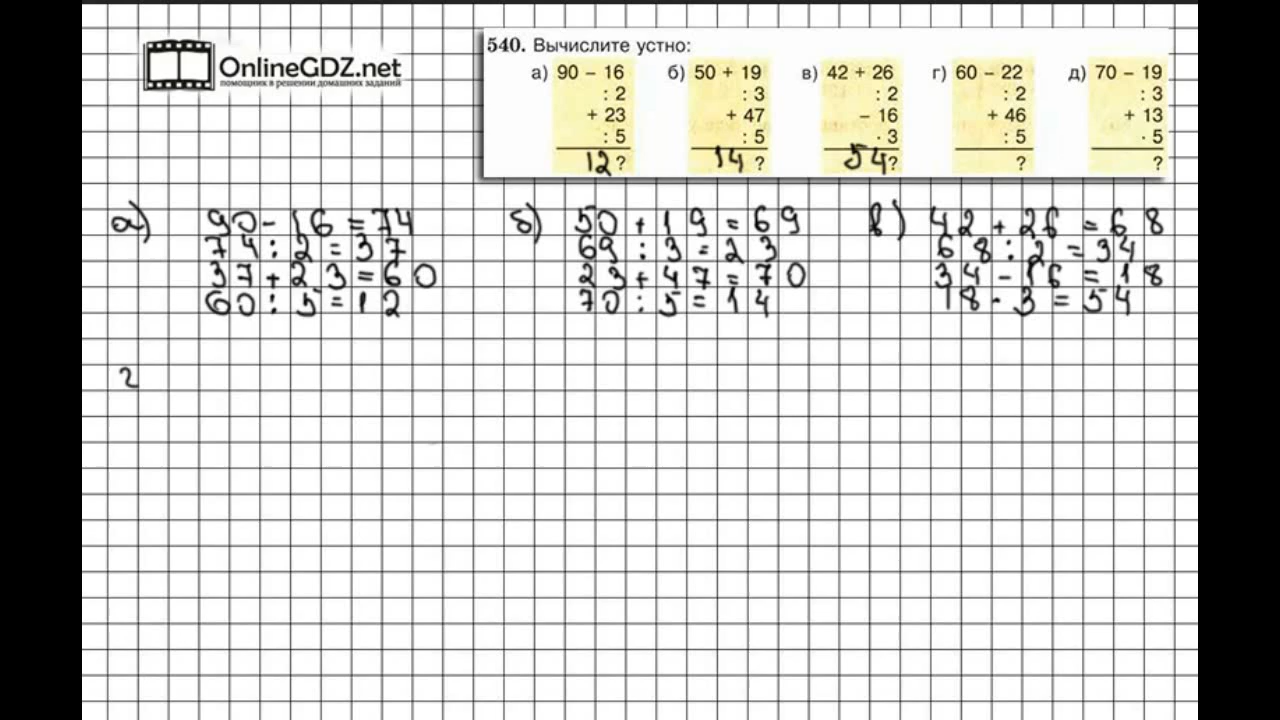 OnlineGDZ.net
помощник в решении домашних заданий
540. Вычислите устно:
а) 90 − 16
: 2
+ 23
: 5
12 ?
б) 50 + 19
: 3
+ 47
: 5
14 ?
в) 42 + 26
: 2
− 16
· 3
54 ?
г) 60 − 22
: 2
+ 46
: 5
?
д) 70 − 19
: 3
+ 13
· 5
?
а) 90 - 16 = 74
74 : 2 = 37
37 + 23 = 60
60 : 5 = 12
б) 50 + 19 = 69
69 : 3 = 23
23 + 47 = 70
70 : 5 = 14
в) 42 + 26 = 68
68 : 2 = 34
34 - 16 = 18
18 · 3 = 54
г